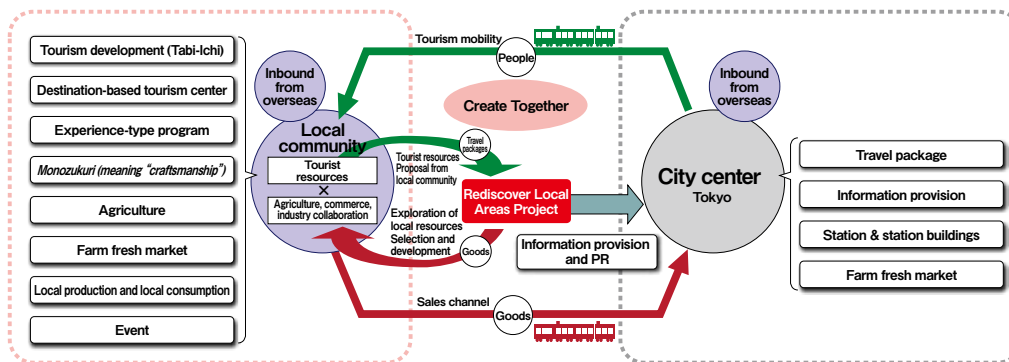 Tourism development (Tabi-Ichi)
Destination-based tourism center
Experience-type program
Monozukuri (meaning “craftsmanship”)
Agriculture
Farm fresh market
Local production and local consumption
Event
Inbound
from
overseas
Local
community
Tourist
resources
×
Agriculture, commerce,
industry collaboration
Tourism mobility
People
Create Together
Travel
packages
Tourist resources
Proposal from
local community
Rediscover Local
Areas Project
Exploration of
local resources
Selection and
development
Goods
Information provision
and PR
Sales channel
Goods
Inbound
from
overseas
City center
Tokyo
Travel package
Information provision
Station & station buildings
Farm fresh market